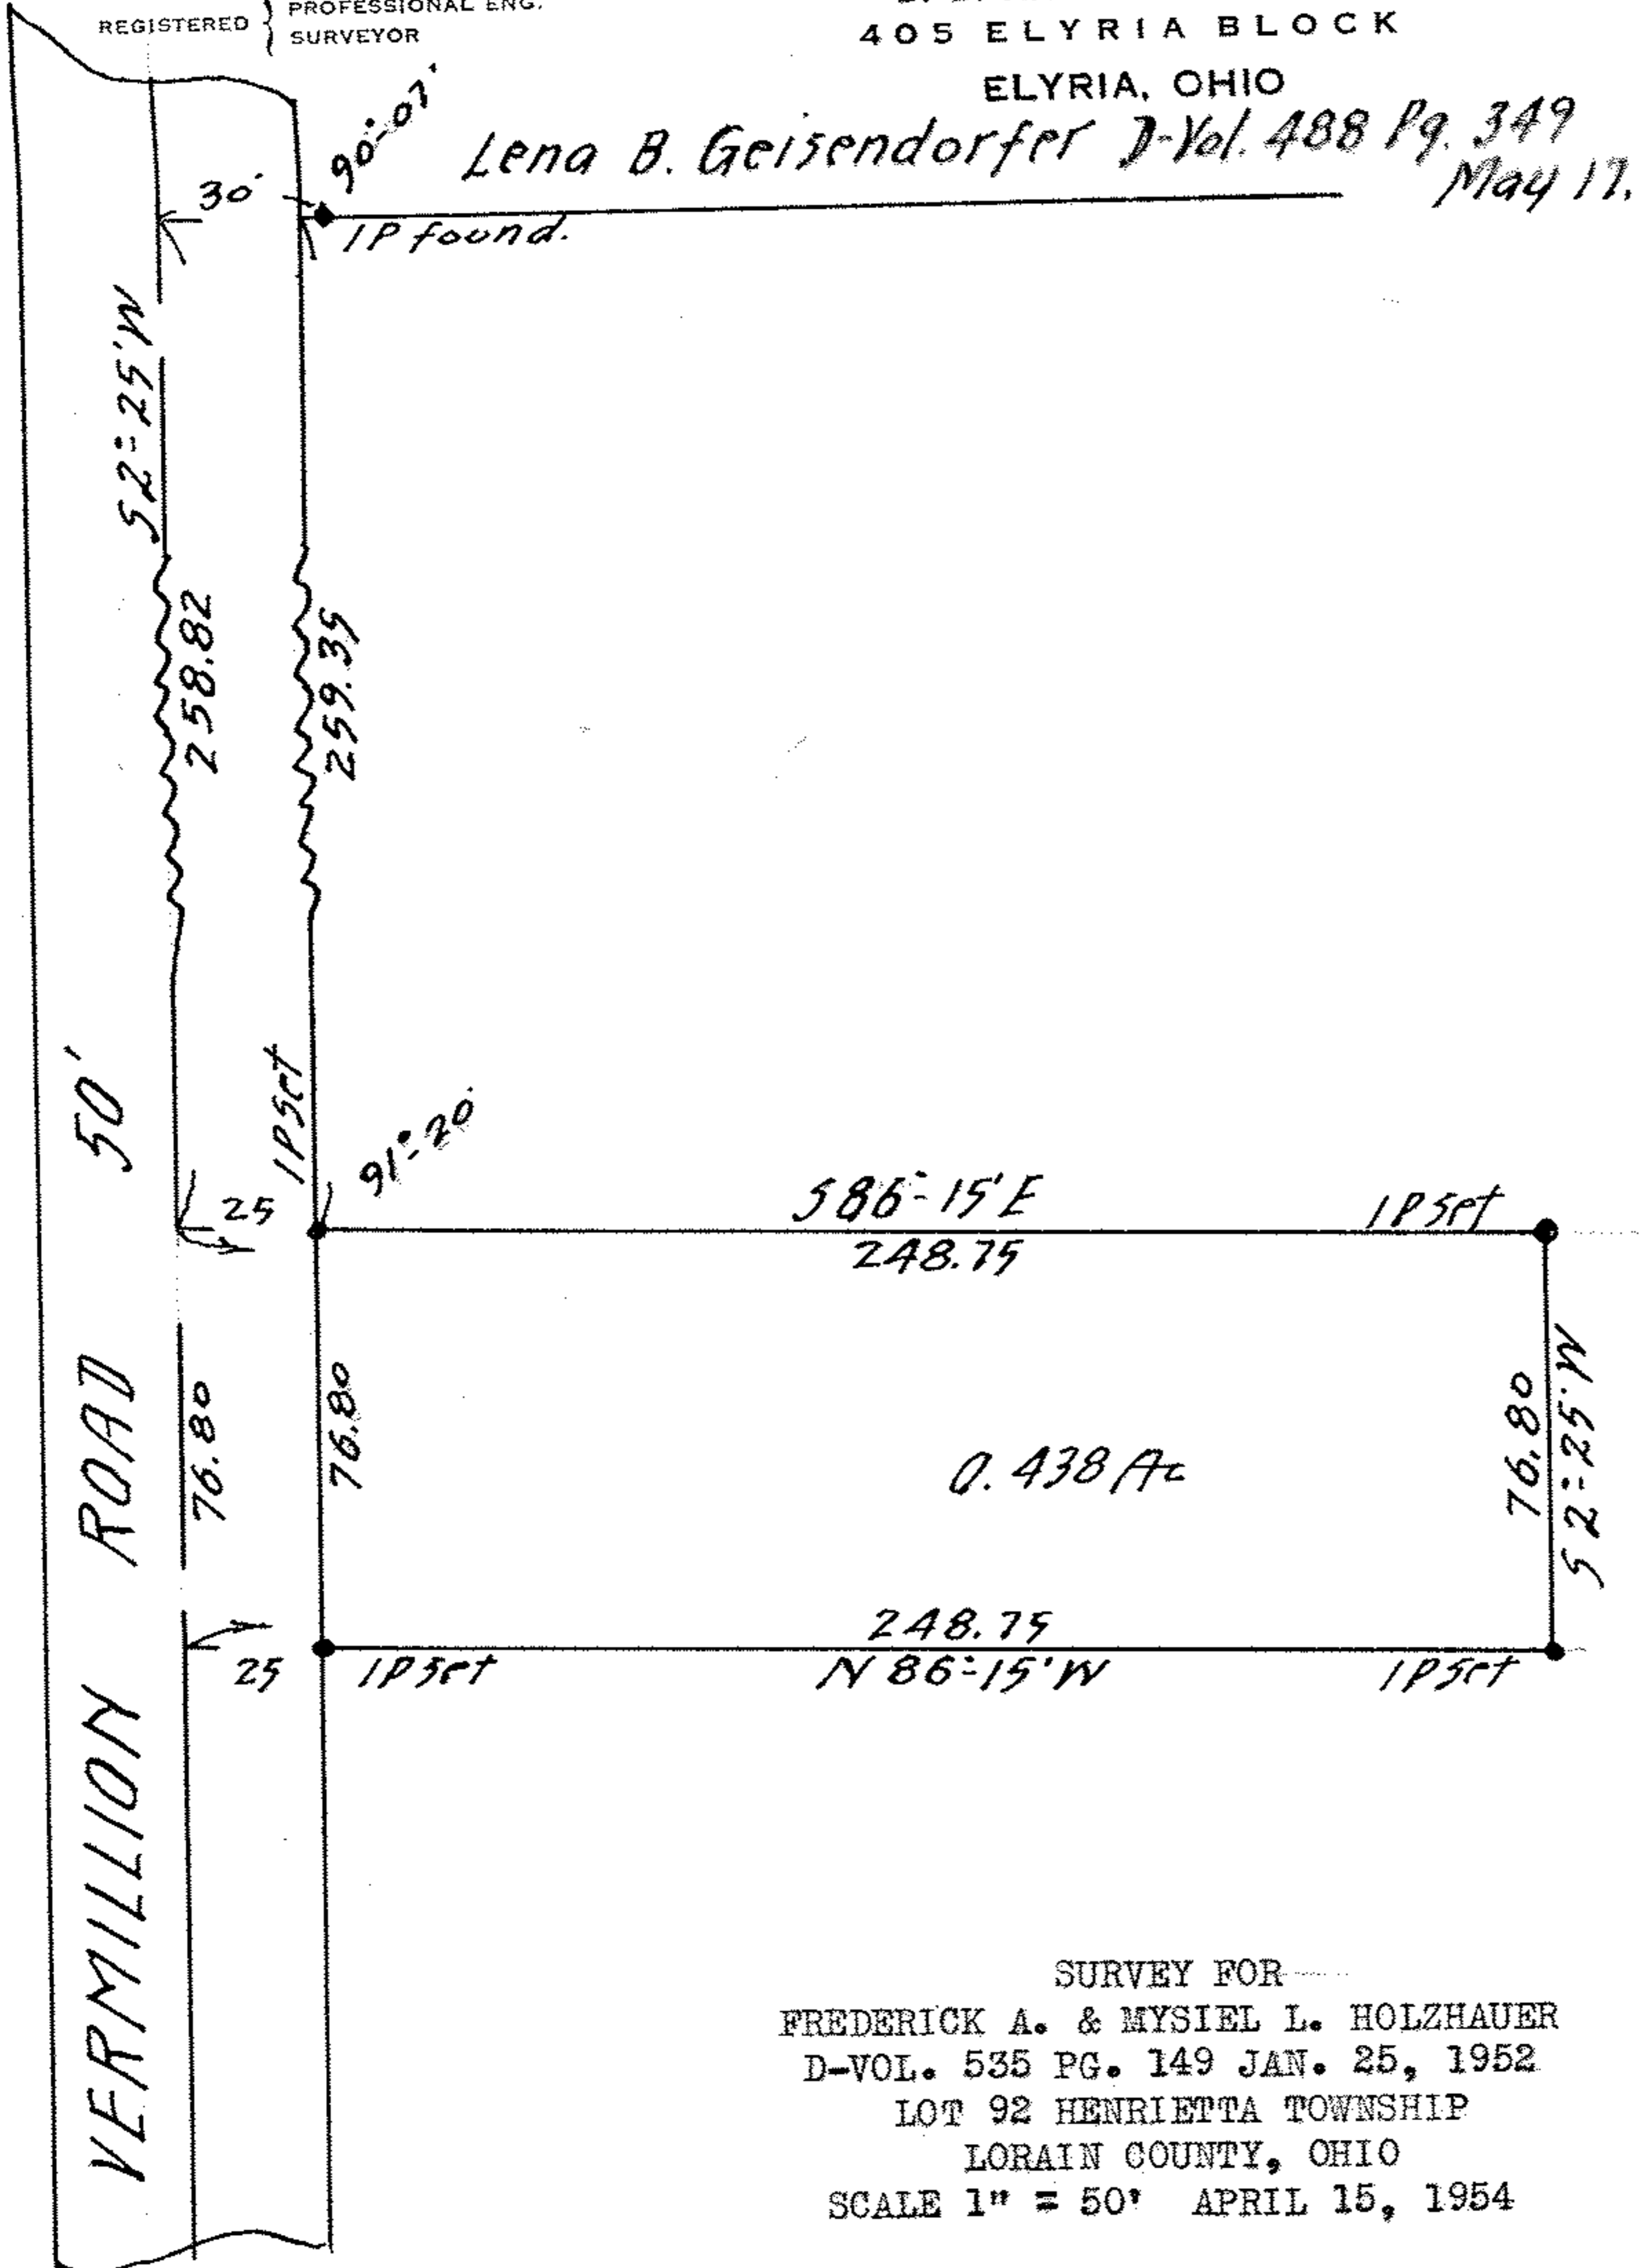 REGISTERED { PROFESSIONAL ENG.
SURVEYOR
405 ELYRIA BLOCK
ELYRIA, OHIO
90°-07'
Lena B. Geisendorfer D-Vol. 488 Pg. 349
May 17,
30'
IP found.
S2°-25'W
258.82
259.35
50'
IP Set
91°-20'
25
S86°-15'E
IP Set
248.75
VERMILLION ROAD
76.80
76.80
0.438 Ac
76.80
S2°-25'W
248.75
25
IP Set
N 86°-15'W
IP Set
SURVEY FOR
FREDERICK A. & MYSIEL L. HOLZHAUER
D-VOL. 535 PG. 149 JAN. 25, 1952
LOT 92 HENRIETTA TOWNSHIP
LORAIN COUNTY, OHIO
SCALE 1" = 50' APRIL 15, 1954